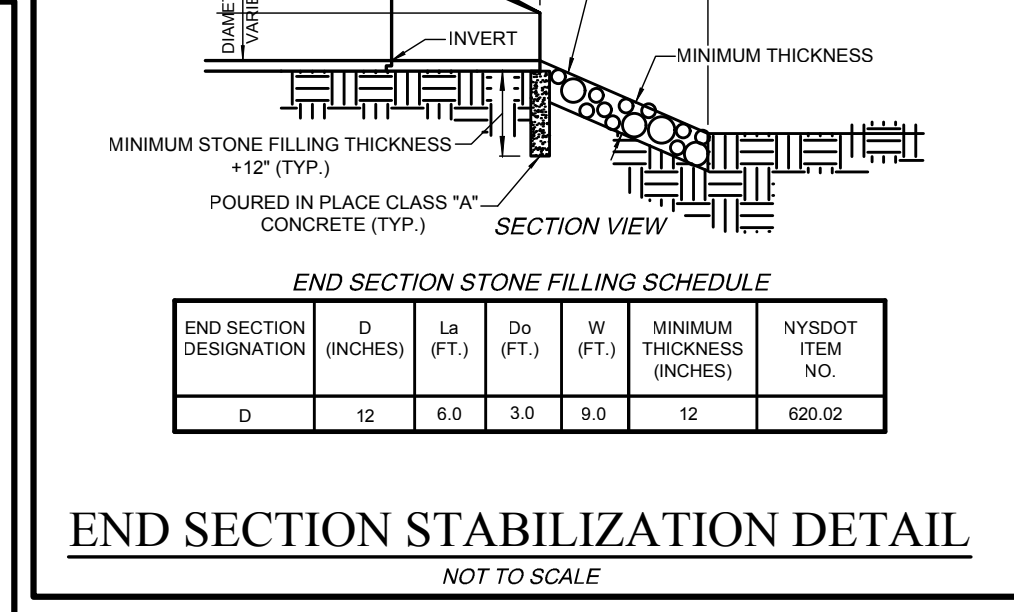 INVERT
MINIMUM THICKNESS
MINIMUM STONE FILLING THICKNESS
+12" (TYP.)
POURED IN PLACE CLASS "A"
CONCRETE (TYP.)
SECTION VIEW
END SECTION STONE FILLING SCHEDULE
END SECTION DESIGNATION
D (INCHES)
La (FT.)
Do (FT.)
W (FT.)
MINIMUM THICKNESS (INCHES)
NYSDOT ITEM NO.
D 12 6.0 3.0 9.0 12 620.02
END SECTION STABILIZATION DETAIL
NOT TO SCALE